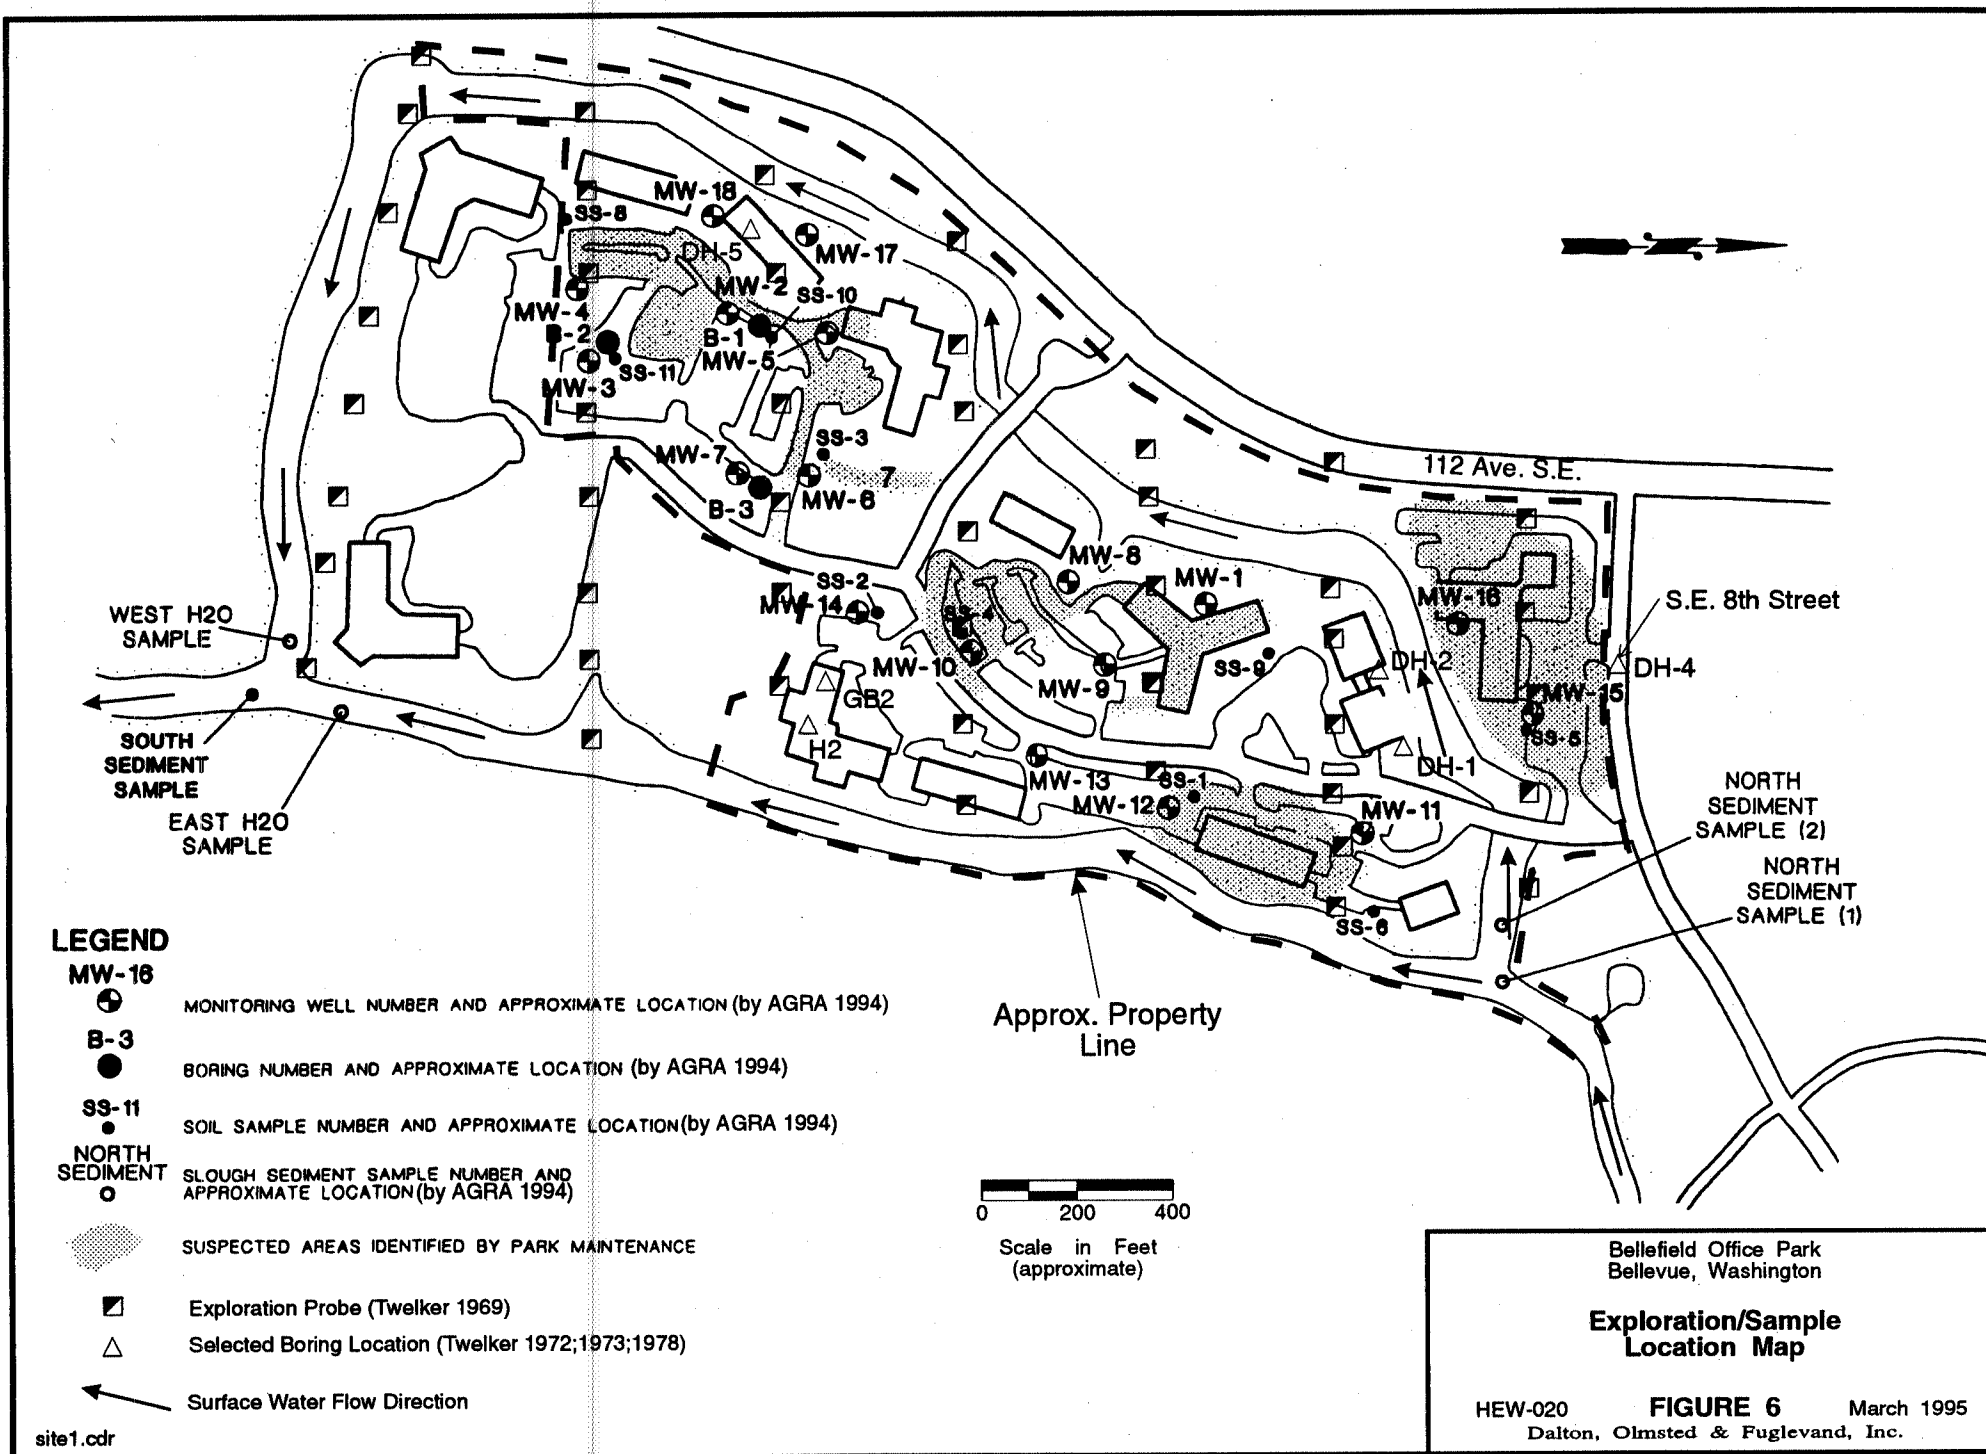 MW-18
SS-8
DH-5
MW-17
MW-2
SS-10
MW-4
B-2
B-1
MW-5
SS-11
MW-3
SS-3
MW-7
7
MW-6
B-3
112 Ave. S.E.
MW-8
SS-2
MW-1
MW-14
SS-4
MW-16
S.E. 8th Street
WEST H2O
SAMPLE
MW-10
SS-9
DH-2
DH-4
MW-9
GB2
MW-15
H2
SS-5
SOUTH
SEDIMENT
SAMPLE
DH-1
MW-13
SS-1
MW-12
MW-11
NORTH
SEDIMENT
SAMPLE (2)
EAST H2O
SAMPLE
NORTH
SEDIMENT
SAMPLE (1)
SS-6
Approx. Property
Line
LEGEND
MW-16
MONITORING WELL NUMBER AND APPROXIMATE LOCATION (by AGRA 1994)
B-3
BORING NUMBER AND APPROXIMATE LOCATION (by AGRA 1994)
SS-11
SOIL SAMPLE NUMBER AND APPROXIMATE LOCATION (by AGRA 1994)
NORTH
SEDIMENT
SLOUGH SEDIMENT SAMPLE NUMBER AND
APPROXIMATE LOCATION (by AGRA 1994)
SUSPECTED AREAS IDENTIFIED BY PARK MAINTENANCE
Exploration Probe (Twelker 1969)
Selected Boring Location (Twelker 1972;1973;1978)
Surface Water Flow Direction
site1.cdr
0 200 400
Scale in Feet
(approximate)
Bellefield Office Park
Bellevue, Washington
Exploration/Sample
Location Map
HEW-020 FIGURE 6 March 1995
Dalton, Olmsted & Fuglevand, Inc.